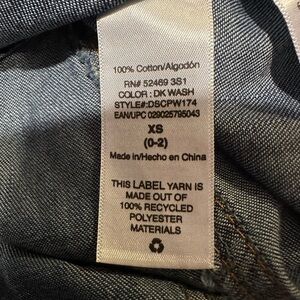 100% Cotton/Algodón
RN# 52469 3S1
COLOR : DK WASH
STYLE#:DSCPW174
EAN/UPC 029025795043
XS
(0-2)
Made in/Hecho en China
THIS LABEL YARN IS
MADE OUT OF
100% RECYCLED
POLYESTER
MATERIALS